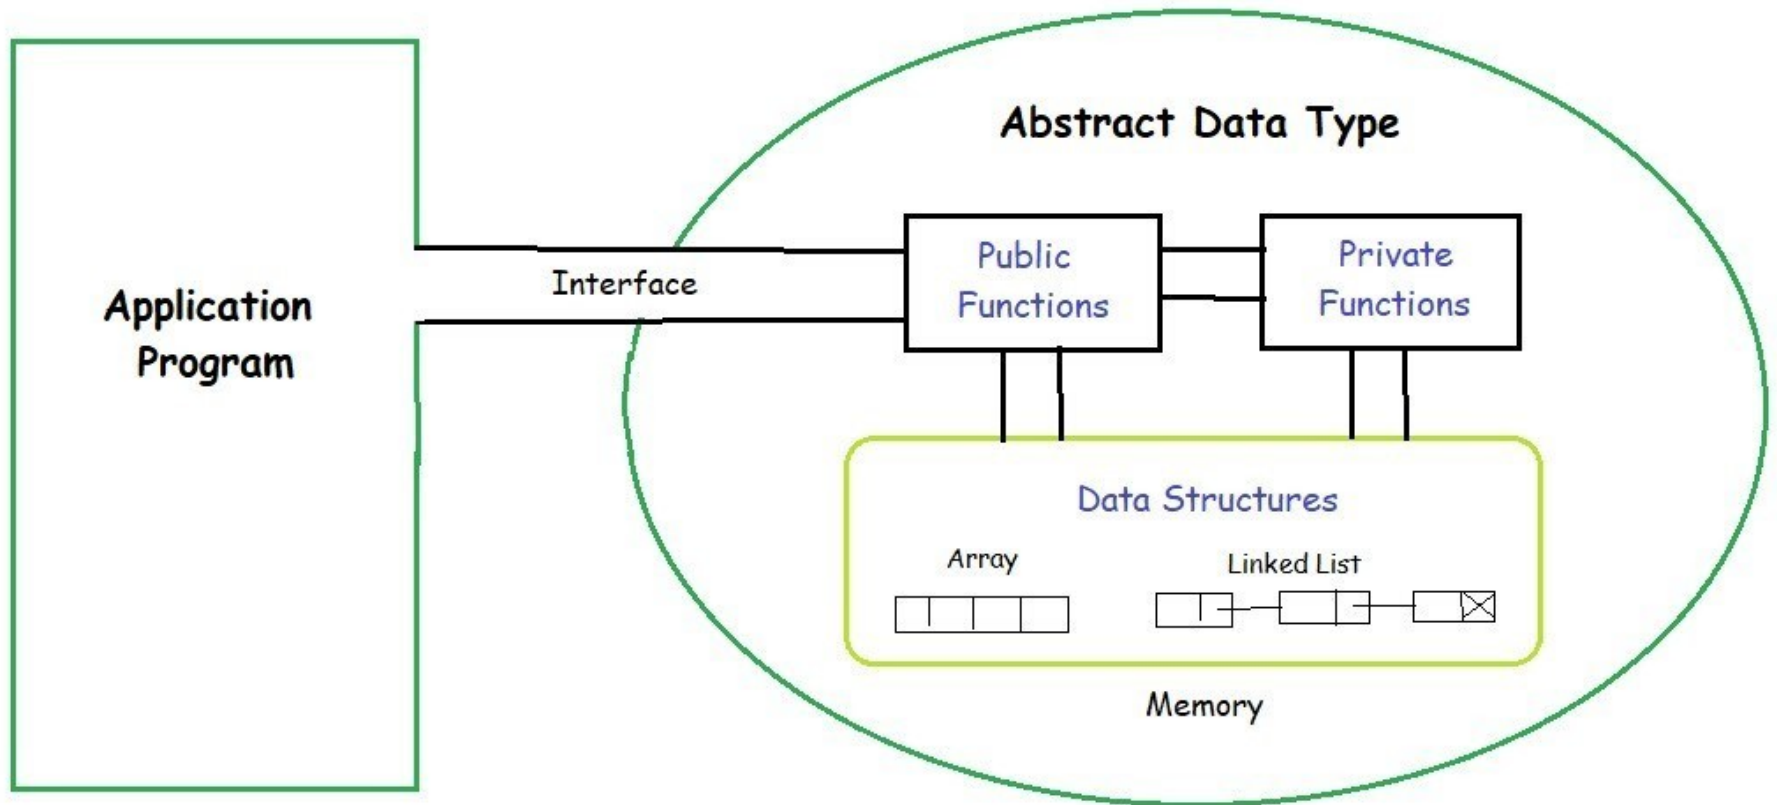 Abstract Data Type
Application
Program
Interface
Public
Functions
Private
Functions
Data Structures
Array
Linked List
Memory